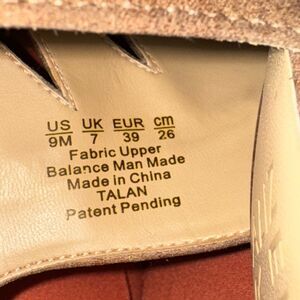 US UK EUR cm
9M 7 39 26
Fabric Upper
Balance Man Made
Made in China
TALAN
Patent Pending